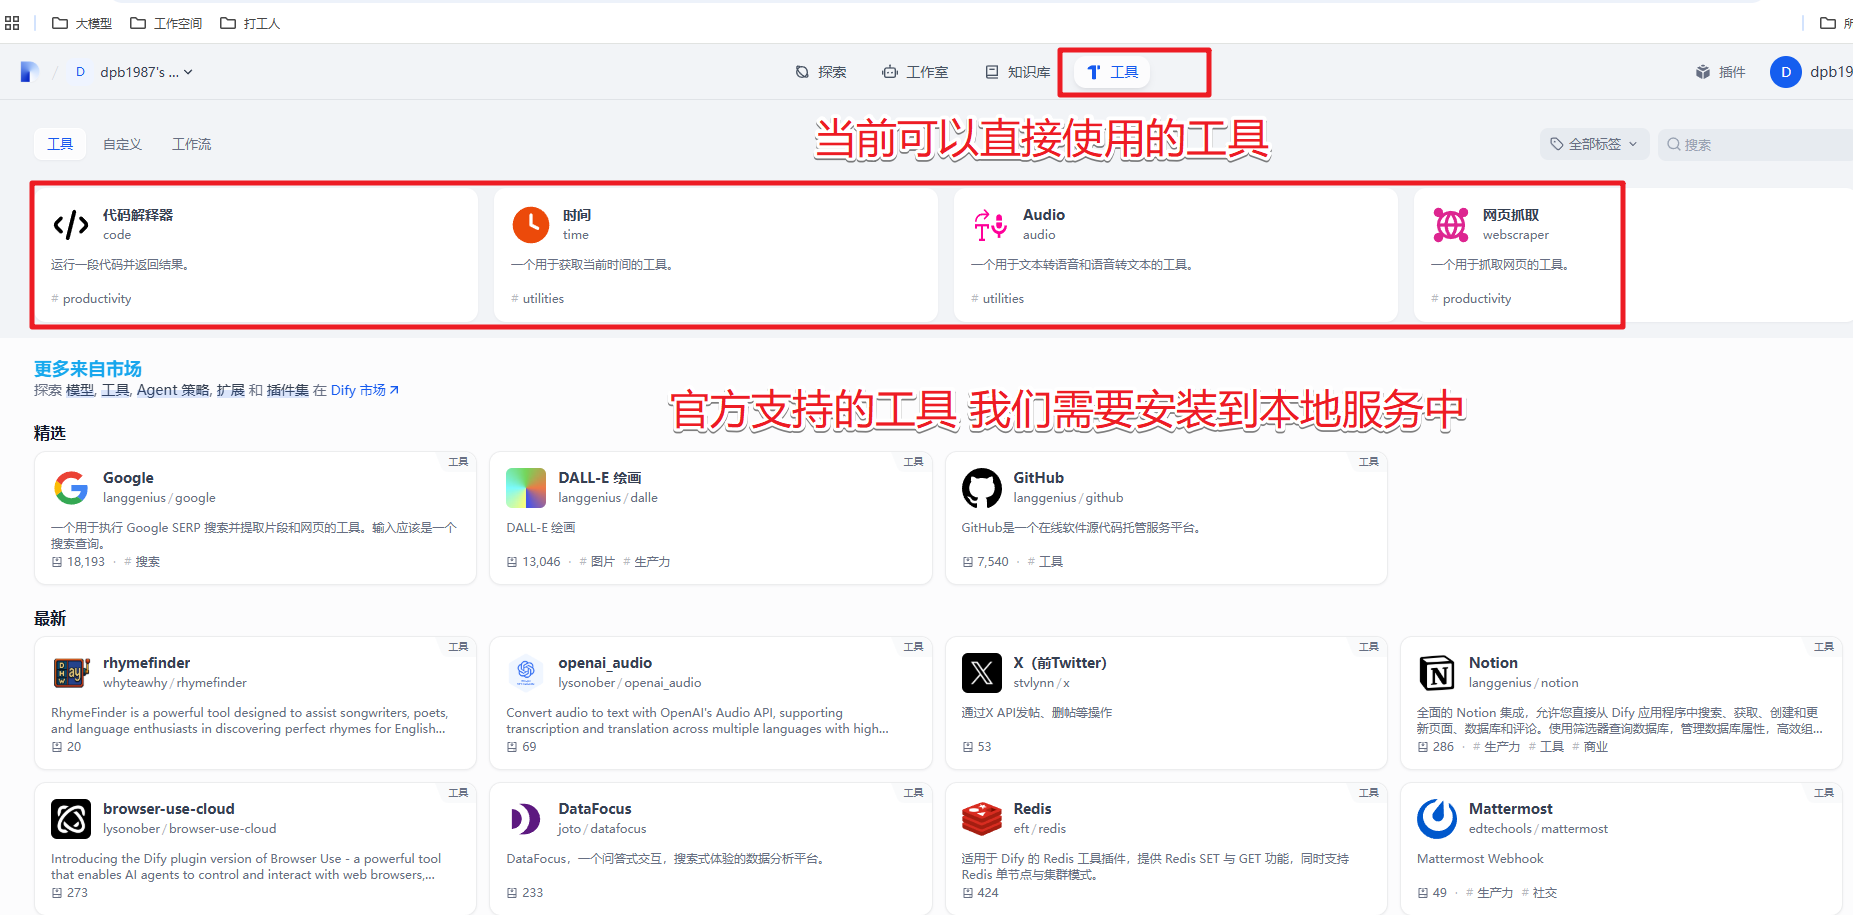 大模型 工作空间 打工人
D dpb1987's ... 探索 工作室 知识库 工具 插件 D
当前可以直接使用的工具
工具 自定义 工作流 全部标签 搜索
代码解释器
code
运行一段代码并返回结果。
# productivity
时间
time
一个用于获取当前时间的工具。
# utilities
Audio
audio
一个用于文本转语音和语音转文本的工具。
# utilities
网页抓取
webscraper
一个用于抓取网页的工具。
# productivity
更多来自市场
探索 模型, 工具, Agent 策略, 扩展 和 插件集 在 Dify 市场
官方支持的工具 我们需要安装到本地服务中
精选
工具
Google
langgenius / google
一个用于执行 Google SERP 搜索并提取片段和网页的工具。输入应该是一个
搜索查询。
18,193 · # 搜索
工具
DALL-E 绘画
langgenius / dalle
DALL-E 绘画
13,046 · # 图片 # 生产力
工具
GitHub
langgenius / github
GitHub是一个在线软件源代码托管服务平台。
7,540 · # 工具
最新
工具
rhymefinder
whyteawhy / rhymefinder
RhymeFinder is a powerful tool designed to assist songwriters, poets,
and language enthusiasts in discovering perfect rhymes for English...
20
工具
openai_audio
lysonober / openai_audio
Convert audio to text with OpenAI's Audio API, supporting
transcription and translation across multiple languages with high...
69
工具
X（前Twitter）
stvlynn / x
通过X API发帖、删帖等操作
53
工具
Notion
langgenius / notion
全面的 Notion 集成，允许您直接从 Dify 应用程序中搜索、获取、创建和更
新页面、数据库和评论。使用筛选器查询数据库，管理数据库属性，高效组...
286 · # 生产力 # 工具 # 商业
工具
browser-use-cloud
lysonober / browser-use-cloud
Introducing the Dify plugin version of Browser Use - a powerful tool
that enables AI agents to control and interact with web browsers,...
273
工具
DataFocus
joto / datafocus
DataFocus，一个问答式交互，搜索式体验的数据分析平台。
233
工具
Redis
eft / redis
适用于 Dify 的 Redis 工具插件，提供 Redis SET 与 GET 功能，同时支持
Redis 单节点与集群模式。
424
工具
Mattermost
edtechools / mattermost
Mattermost Webhook
49 · # 生产力 # 社交